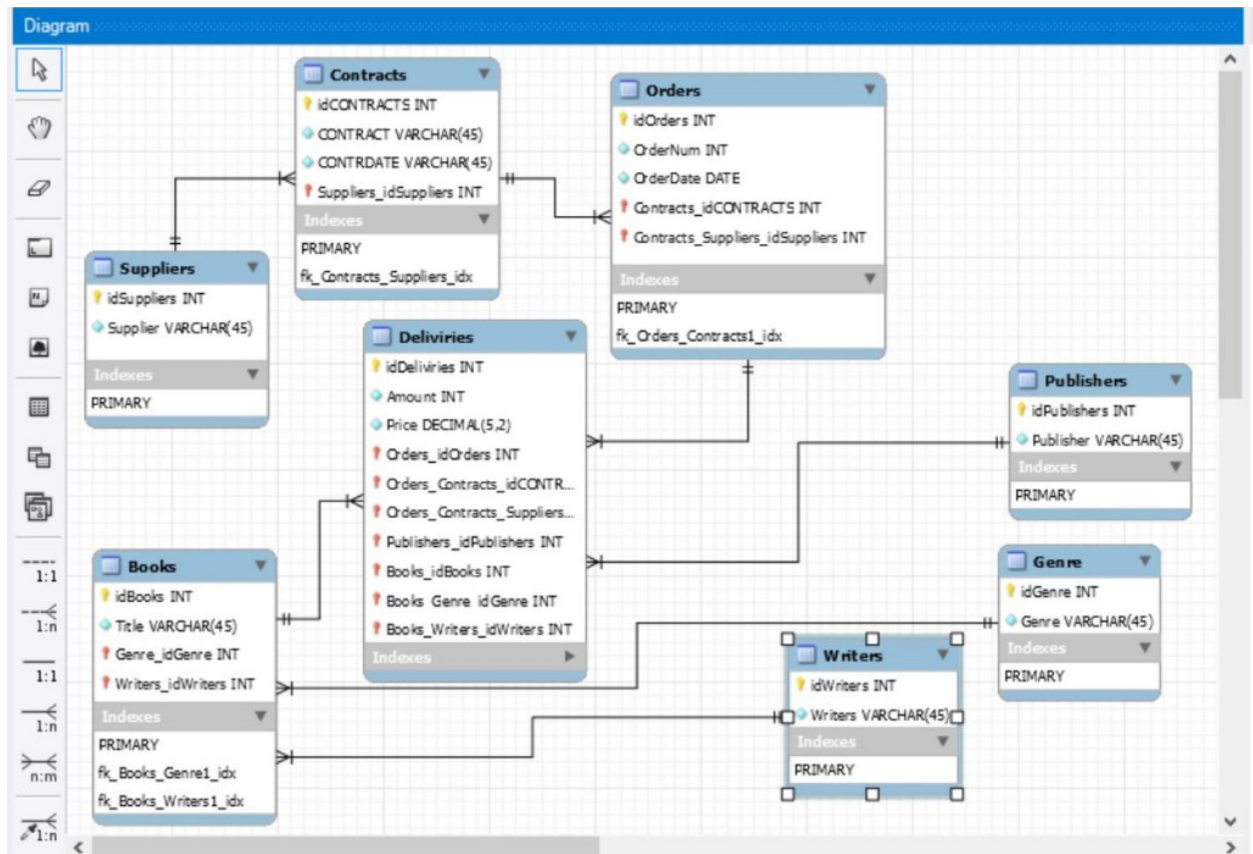 Diagram
Contracts
idCONTRACTS INT
CONTRACT VARCHAR(45)
CONTRDATE VARCHAR(45)
Suppliers_idSuppliers INT
Indexes
PRIMARY
fk_Contracts_Suppliers_idx
Orders
idOrders INT
OrderNum INT
OrderDate DATE
Contracts_idCONTRACTS INT
Contracts_Suppliers_idSuppliers INT
Indexes
PRIMARY
fk_Orders_Contracts1_idx
Suppliers
idSuppliers INT
Supplier VARCHAR(45)
Indexes
PRIMARY
Deliviries
idDeliviries INT
Amount INT
Price DECIMAL(5,2)
Orders_idOrders INT
Orders_Contracts_idCONTR...
Orders_Contracts_Suppliers...
Publishers_idPublishers INT
Books_idBooks INT
Books_Genre_idGenre INT
Books_Writers_idWriters INT
Indexes
Publishers
idPublishers INT
Publisher VARCHAR(45)
Indexes
PRIMARY
Books
idBooks INT
Title VARCHAR(45)
Genre_idGenre INT
Writers_idWriters INT
Indexes
PRIMARY
fk_Books_Genre1_idx
fk_Books_Writers1_idx
Genre
idGenre INT
Genre VARCHAR(45)
Indexes
PRIMARY
Writers
idWriters INT
Writers VARCHAR(45)
Indexes
PRIMARY
1:1
1:n
1:1
1:n
n:m
1:n